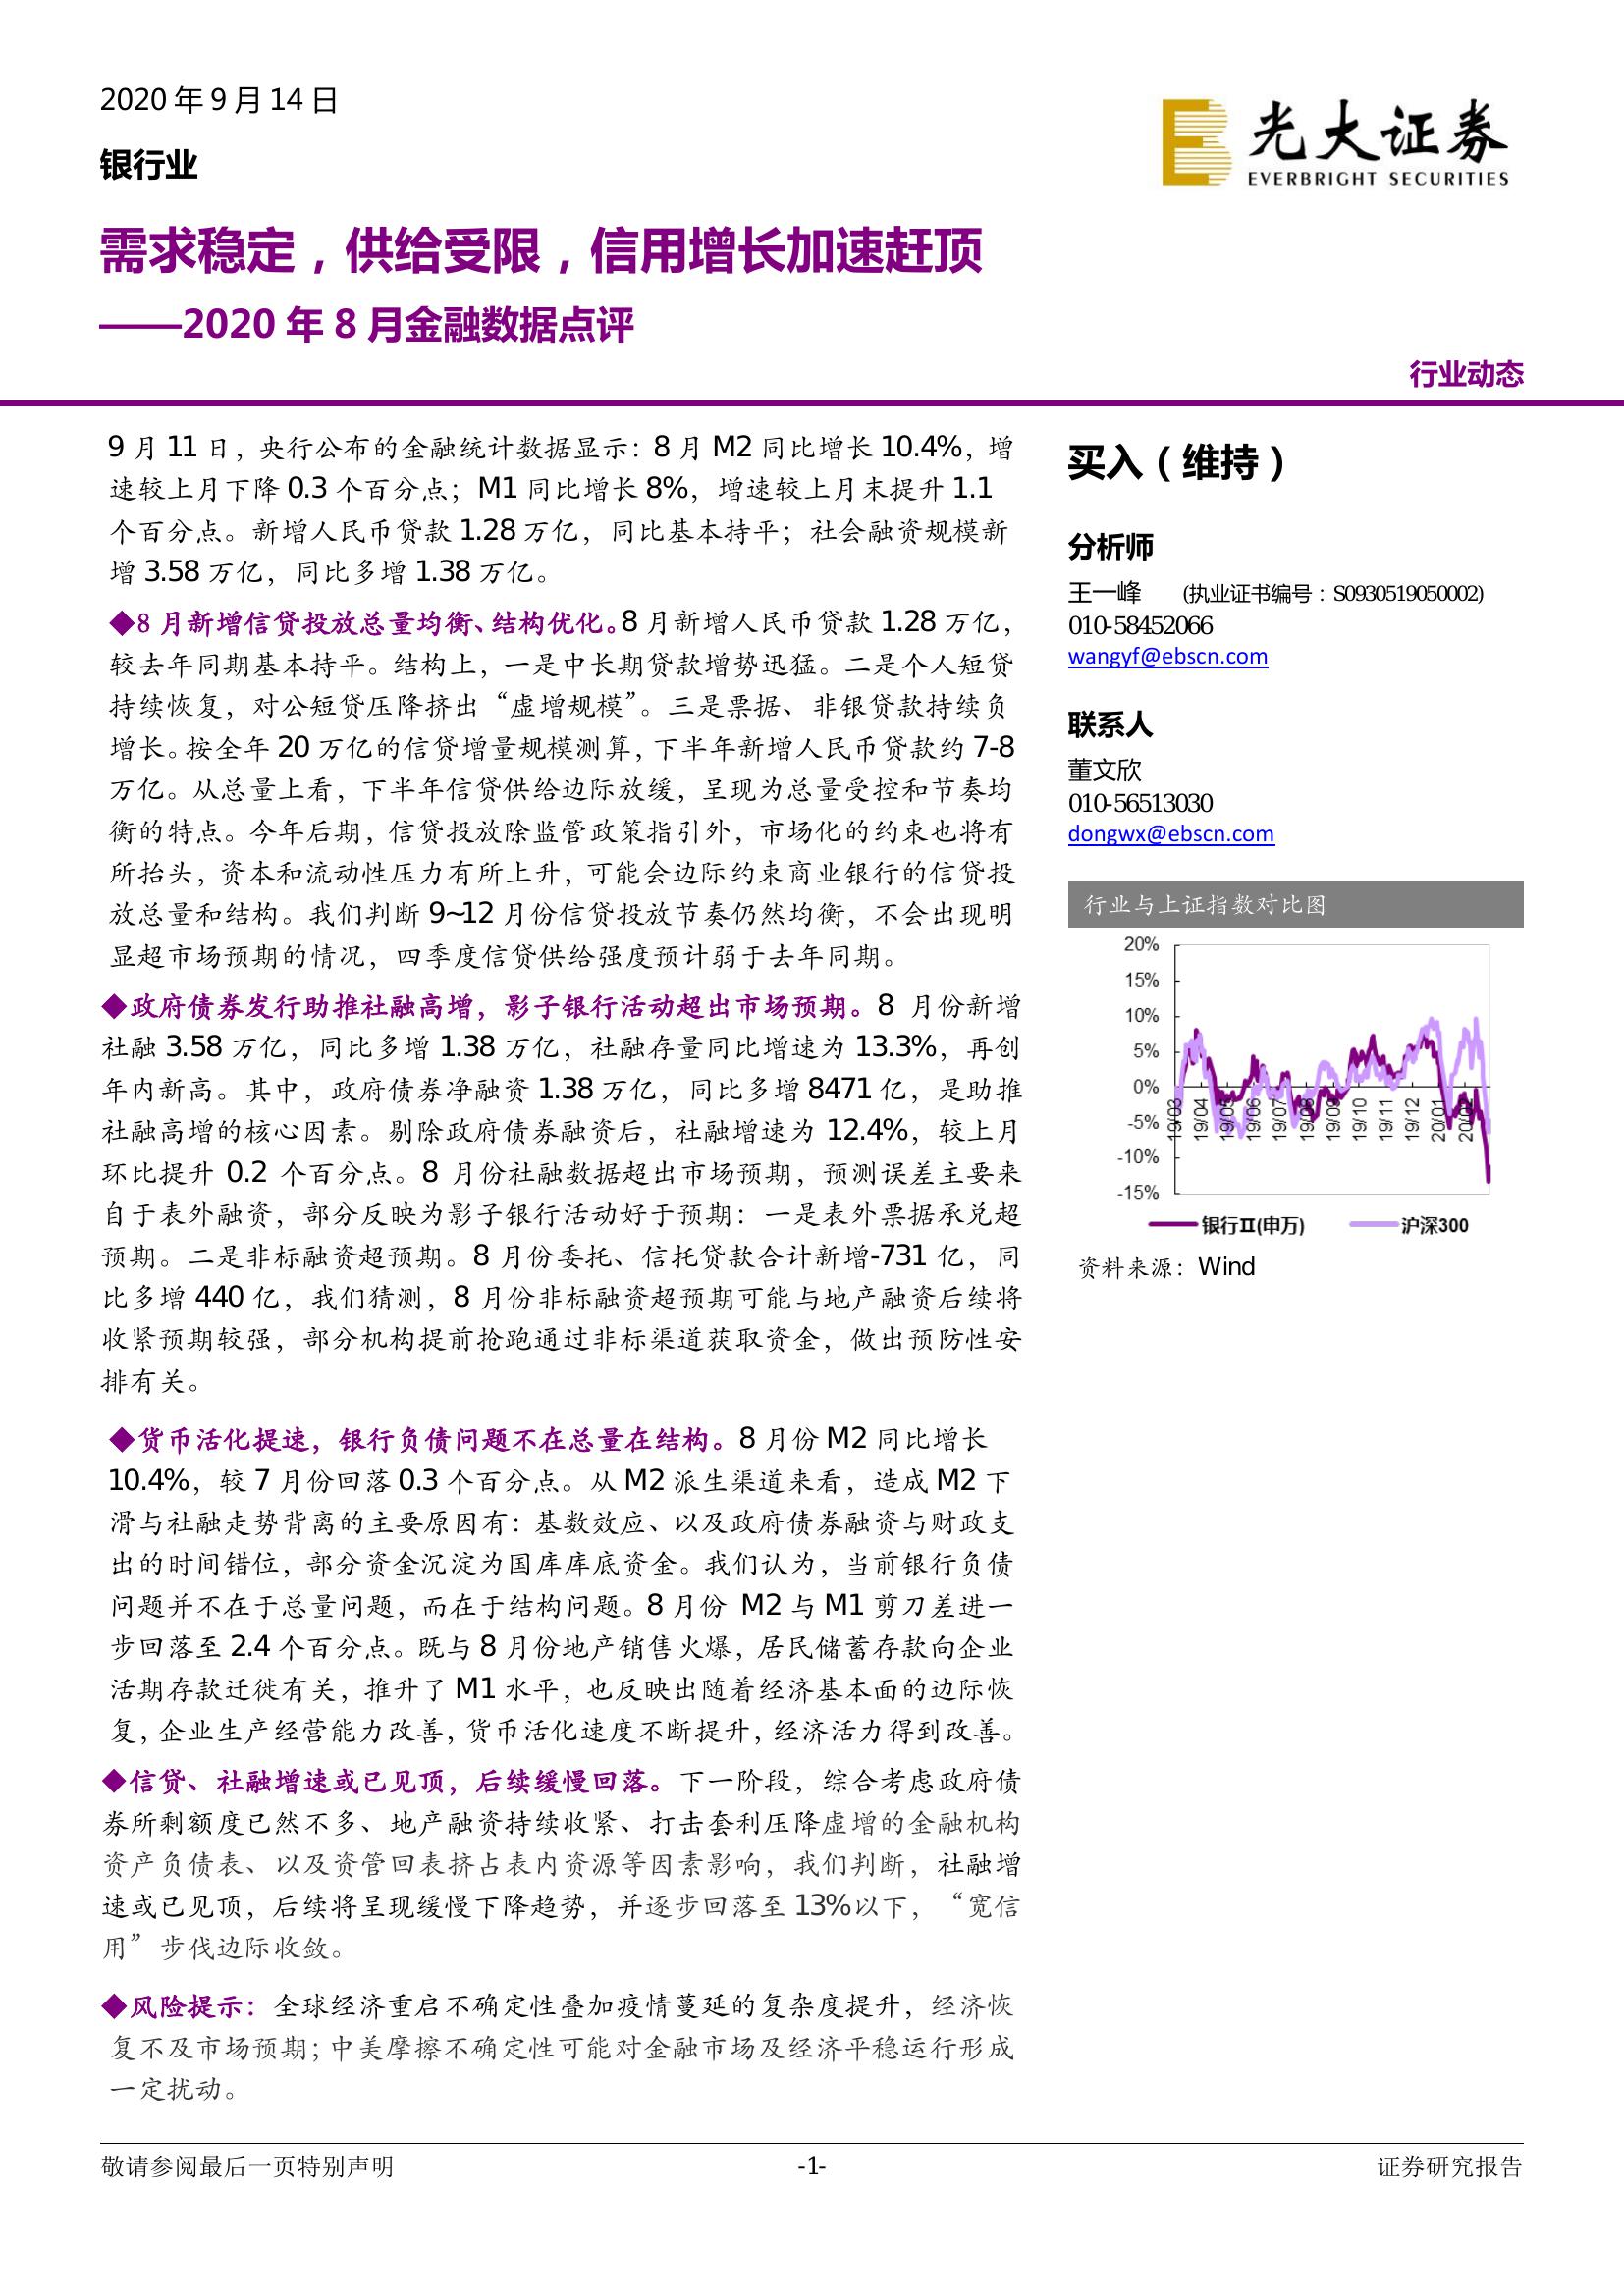 2020 年 9 月 14 日
银行业
光大证券
EVERBRIGHT SECURITIES
需求稳定，供给受限，信用增长加速赶顶
——2020 年 8 月金融数据点评
行业动态
9 月 11 日，央行公布的金融统计数据显示：8 月 M2 同比增长 10.4%，增
速较上月下降 0.3 个百分点；M1 同比增长 8%，增速较上月末提升 1.1
个百分点。新增人民币贷款 1.28 万亿，同比基本持平；社会融资规模新
增 3.58 万亿，同比多增 1.38 万亿。
◆8 月新增信贷投放总量均衡、结构优化。8 月新增人民币贷款 1.28 万亿，
较去年同期基本持平。结构上，一是中长期贷款增势迅猛。二是个人短贷
持续恢复，对公短贷压降挤出“虚增规模”。三是票据、非银贷款持续负
增长。按全年 20 万亿的信贷增量规模测算，下半年新增人民币贷款约 7-8
万亿。从总量上看，下半年信贷供给边际放缓，呈现为总量受控和节奏均
衡的特点。今年后期，信贷投放除监管政策指引外，市场化的约束也将有
所抬头，资本和流动性压力有所上升，可能会边际约束商业银行的信贷投
放总量和结构。我们判断 9~12 月份信贷投放节奏仍然均衡，不会出现明
显超市场预期的情况，四季度信贷供给强度预计弱于去年同期。
◆政府债券发行助推社融高增，影子银行活动超出市场预期。8 月份新增
社融 3.58 万亿，同比多增 1.38 万亿，社融存量同比增速为 13.3%，再创
年内新高。其中，政府债券净融资 1.38 万亿，同比多增 8471 亿，是助推
社融高增的核心因素。剔除政府债券融资后，社融增速为 12.4%，较上月
环比提升 0.2 个百分点。8 月份社融数据超出市场预期，预测误差主要来
自于表外融资，部分反映为影子银行活动好于预期：一是表外票据承兑超
预期。二是非标融资超预期。8 月份委托、信托贷款合计新增-731 亿，同
比多增 440 亿，我们猜测，8 月份非标融资超预期可能与地产融资后续将
收紧预期较强，部分机构提前抢跑通过非标渠道获取资金，做出预防性安
排有关。
◆货币活化提速，银行负债问题不在总量在结构。8 月份 M2 同比增长
10.4%，较 7 月份回落 0.3 个百分点。从 M2 派生渠道来看，造成 M2 下
滑与社融走势背离的主要原因有：基数效应、以及政府债券融资与财政支
出的时间错位，部分资金沉淀为国库库底资金。我们认为，当前银行负债
问题并不在于总量问题，而在于结构问题。8 月份 M2 与 M1 剪刀差进一
步回落至 2.4 个百分点。既与 8 月份地产销售火爆，居民储蓄存款向企业
活期存款迁徙有关，推升了 M1 水平，也反映出随着经济基本面的边际恢
复，企业生产经营能力改善，货币活化速度不断提升，经济活力得到改善。
◆信贷、社融增速或已见顶，后续缓慢回落。下一阶段，综合考虑政府债
券所剩额度已然不多、地产融资持续收紧、打击套利压降虚增的金融机构
资产负债表、以及资管回表挤占表内资源等因素影响，我们判断，社融增
速或已见顶，后续将呈现缓慢下降趋势，并逐步回落至 13%以下，“宽信
用”步伐边际收敛。
◆风险提示：全球经济重启不确定性叠加疫情蔓延的复杂度提升，经济恢
复不及市场预期；中美摩擦不确定性可能对金融市场及经济平稳运行形成
一定扰动。
买入（维持）
分析师
王一峰 (执业证书编号：S0930519050002)
010-58452066
wangyf@ebscn.com
联系人
董文欣
010-56513030
dongwx@ebscn.com
行业与上证指数对比图
20%
15%
10%
5%
0%
-5%
-10%
-15%
19/03 19/04 19/05 19/06 19/07 19/08 19/09 19/10 19/11 19/12 20/01 20/02
银行Ⅱ(申万) 沪深300
资料来源：Wind
敬请参阅最后一页特别声明 -1- 证券研究报告